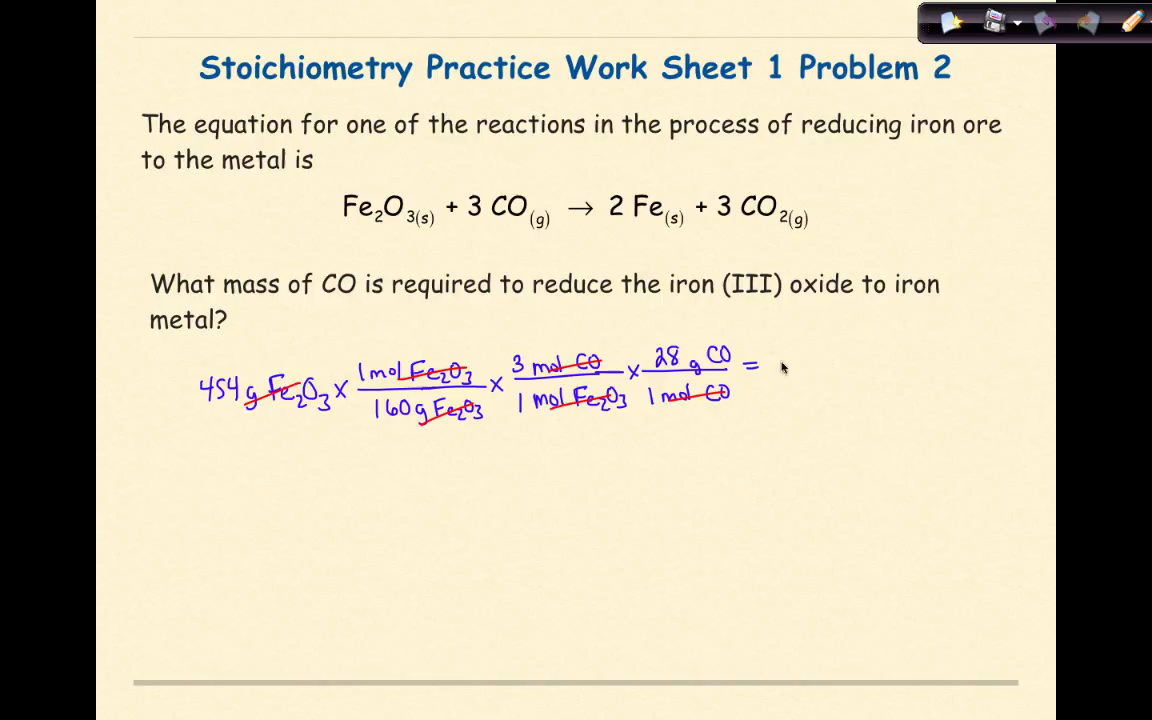 Stoichiometry Practice Work Sheet 1 Problem 2
The equation for one of the reactions in the process of reducing iron ore
to the metal is
Fe₂O₃₍s₎ + 3 CO₍g₎ → 2 Fe₍s₎ + 3 CO₂₍g₎
What mass of CO is required to reduce the iron (III) oxide to iron
metal?
454 g Fe₂O₃ x 1 mol Fe₂O₃ / 160 g Fe₂O₃ x 3 mol CO / 1 mol Fe₂O₃ x 28 g CO / 1 mol CO =